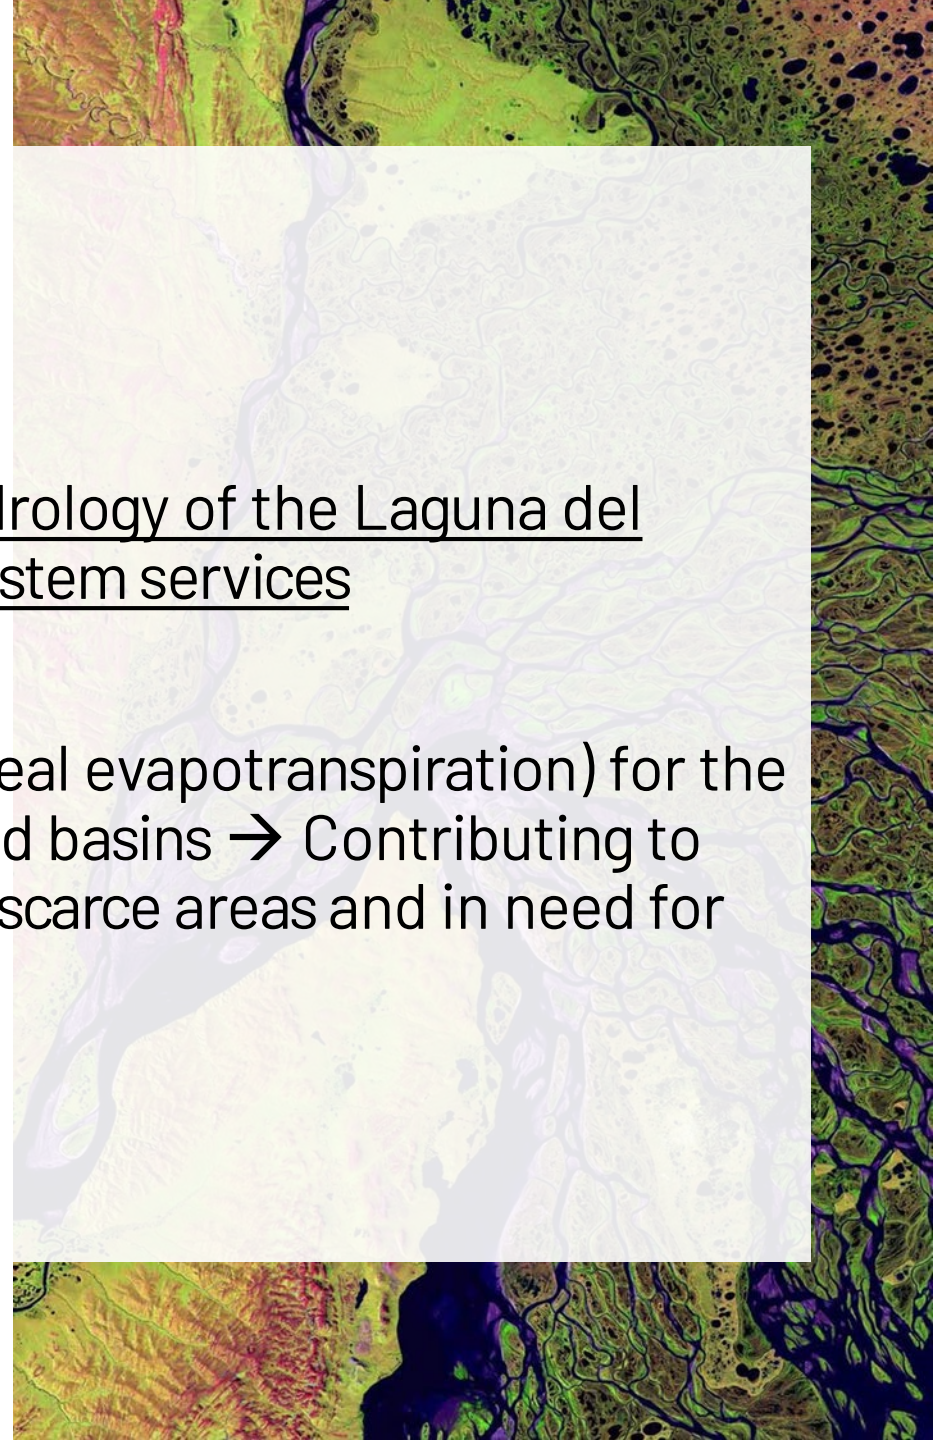 drology of the Laguna del
stem services
eal evapotranspiration) for the
d basins → Contributing to
scarce areas and in need for